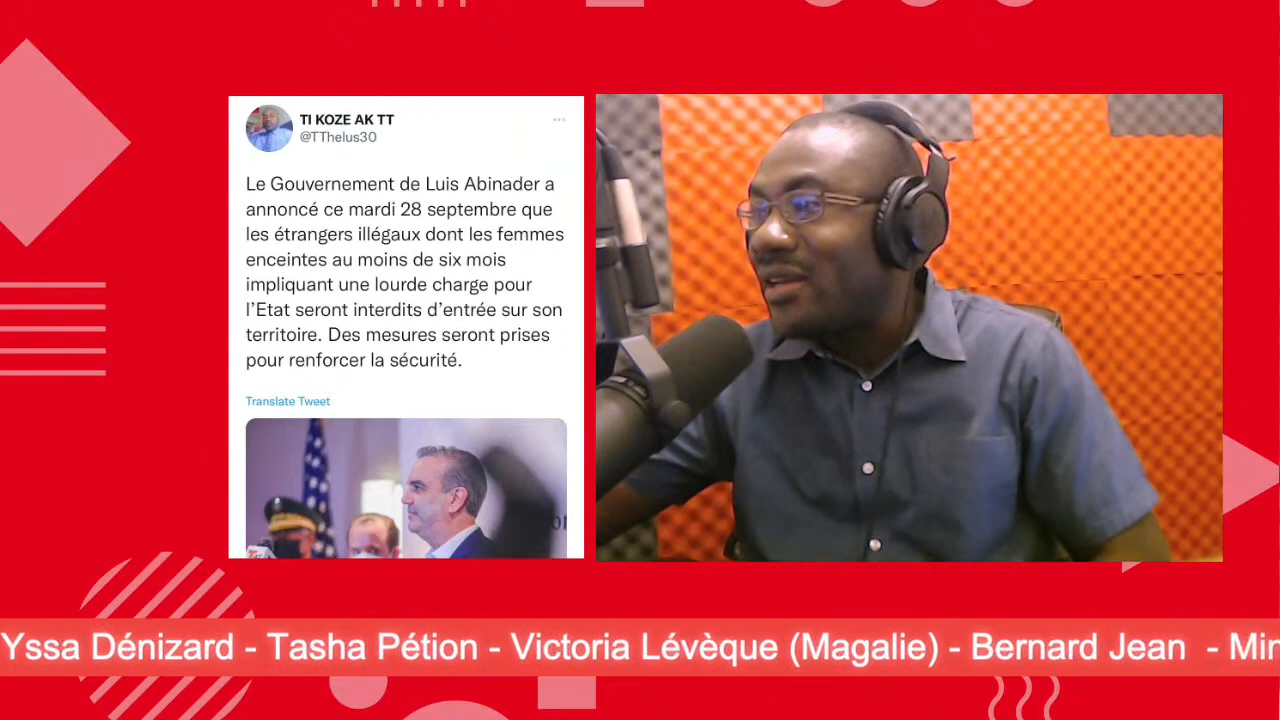 TI KOZE AK TT
@TThelus30
Le Gouvernement de Luis Abinader a
annoncé ce mardi 28 septembre que
les étrangers illégaux dont les femmes
enceintes au moins de six mois
impliquant une lourde charge pour
l'Etat seront interdits d'entrée sur son
territoire. Des mesures seront prises
pour renforcer la sécurité.
Translate Tweet
Yssa Dénizard - Tasha Pétion - Victoria Lévèque (Magalie) - Bernard Jean - Mir